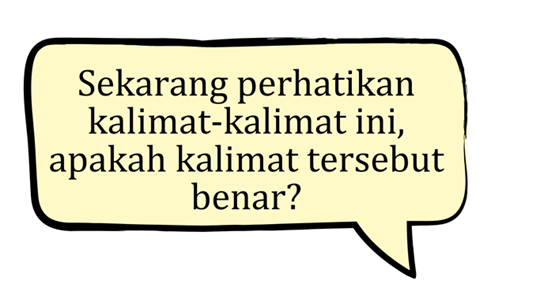 Sekarang perhatikan
kalimat-kalimat ini,
apakah kalimat tersebut
benar?